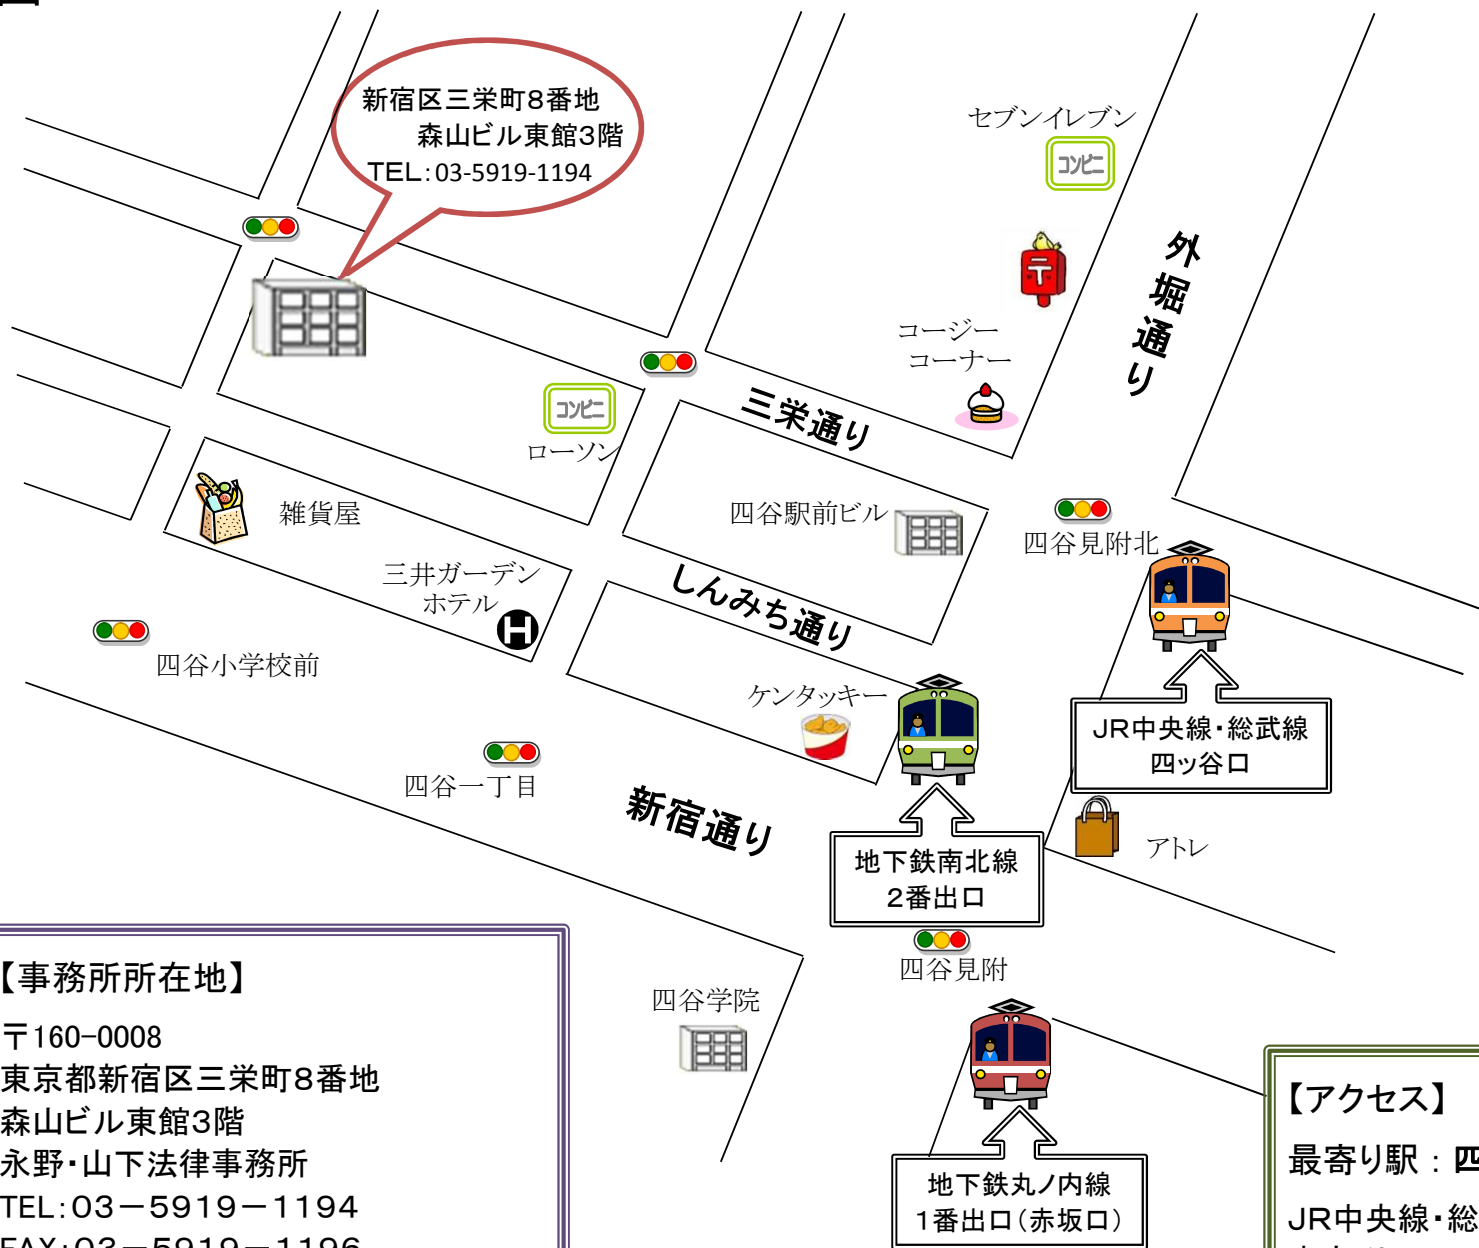 新宿区三栄町8番地
森山ビル東館3階
TEL:03-5919-1194
セブンイレブン
コンビニ
外堀通り
コージー
コーナー
コンビニ
ローソン
三栄通り
雑貨屋
四谷駅前ビル
四谷見附北
三井ガーデン
ホテル
H
しんみち通り
四谷小学校前
ケンタッキー
JR中央線・総武線
四ッ谷口
四谷一丁目
新宿通り
アトレ
地下鉄南北線
2番出口
四谷見附
四谷学院
地下鉄丸ノ内線
1番出口(赤坂口)
【事務所所在地】
〒160-0008
東京都新宿区三栄町8番地
森山ビル東館3階
永野・山下法律事務所
TEL:03-5919-1194
FAX:03-5919-1196
【アクセス】
最寄り駅:四
JR中央線・総